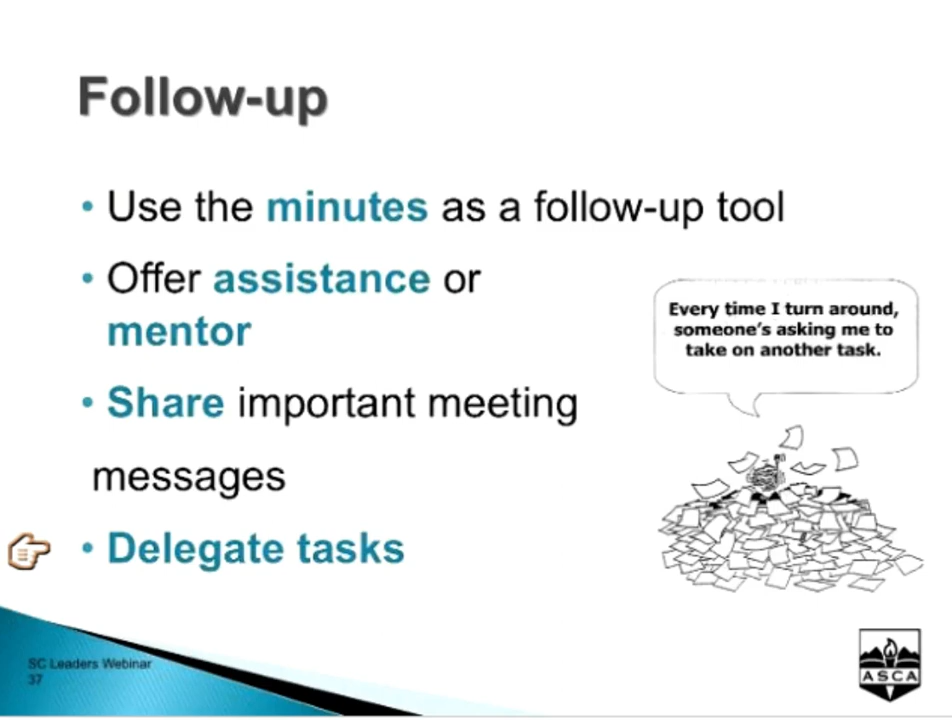 Follow-up
• Use the minutes as a follow-up tool
• Offer assistance or
mentor
• Share important meeting
messages
• Delegate tasks
Every time I turn around,
someone's asking me to
take on another task.
SC Leaders Webinar
37
ASCA